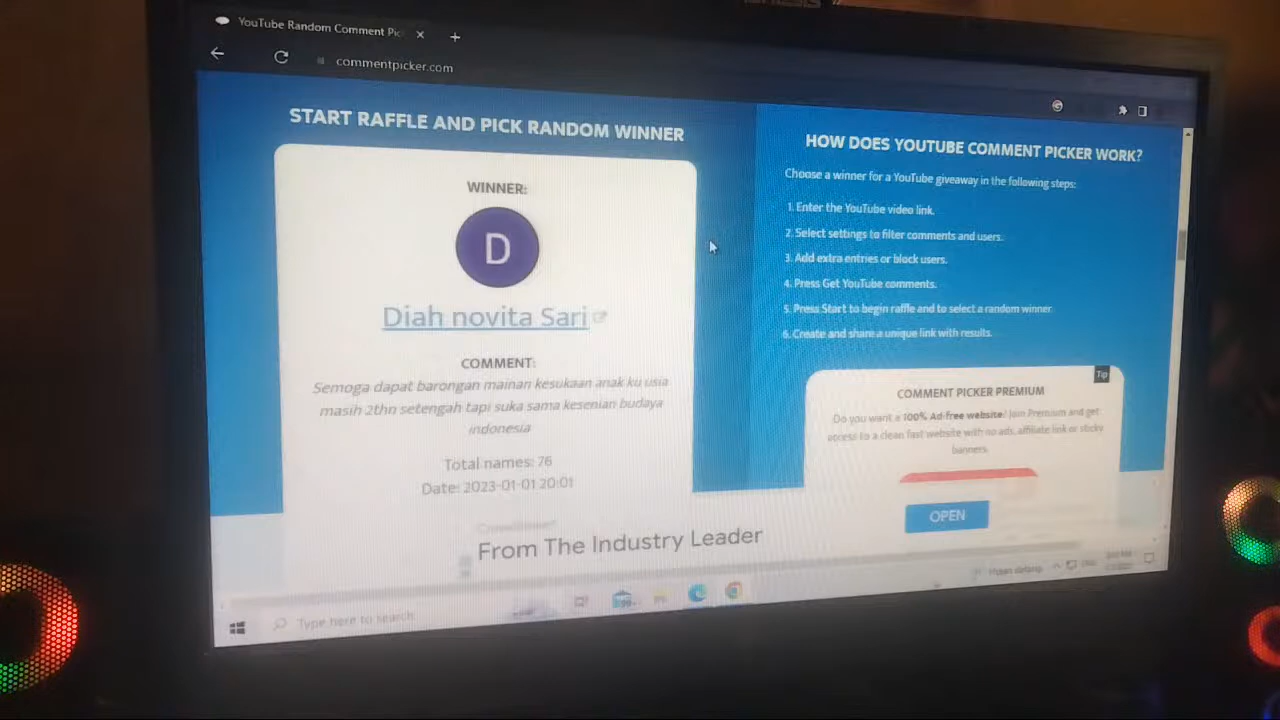 YouTube Random Comment Pic
commentpicker.com
START RAFFLE AND PICK RANDOM WINNER
WINNER:
D
Diah novita Sari
COMMENT:
Semoga dapat barongan mainan kesukaan anak ku usia
masih 2thn setengah tapi suka sama kesenian budaya
indonesia
Total names: 76
Date: 2023-01-01 20:01
HOW DOES YOUTUBE COMMENT PICKER WORK?
Choose a winner for a YouTube giveaway in the following steps:
1. Enter the YouTube video link.
2. Select settings to filter comments and users.
3. Add extra entries or block users.
4. Press Get YouTube comments.
5. Press Start to begin raffle and to select a random winner.
6. Create and share a unique link with results.
Tip
COMMENT PICKER PREMIUM
Do you want a 100% Ad-free website? Join Premium and get
access to a clean fast website with no ads, affiliate link or sticky
banners.
OPEN
From The Industry Leader
Type here to search